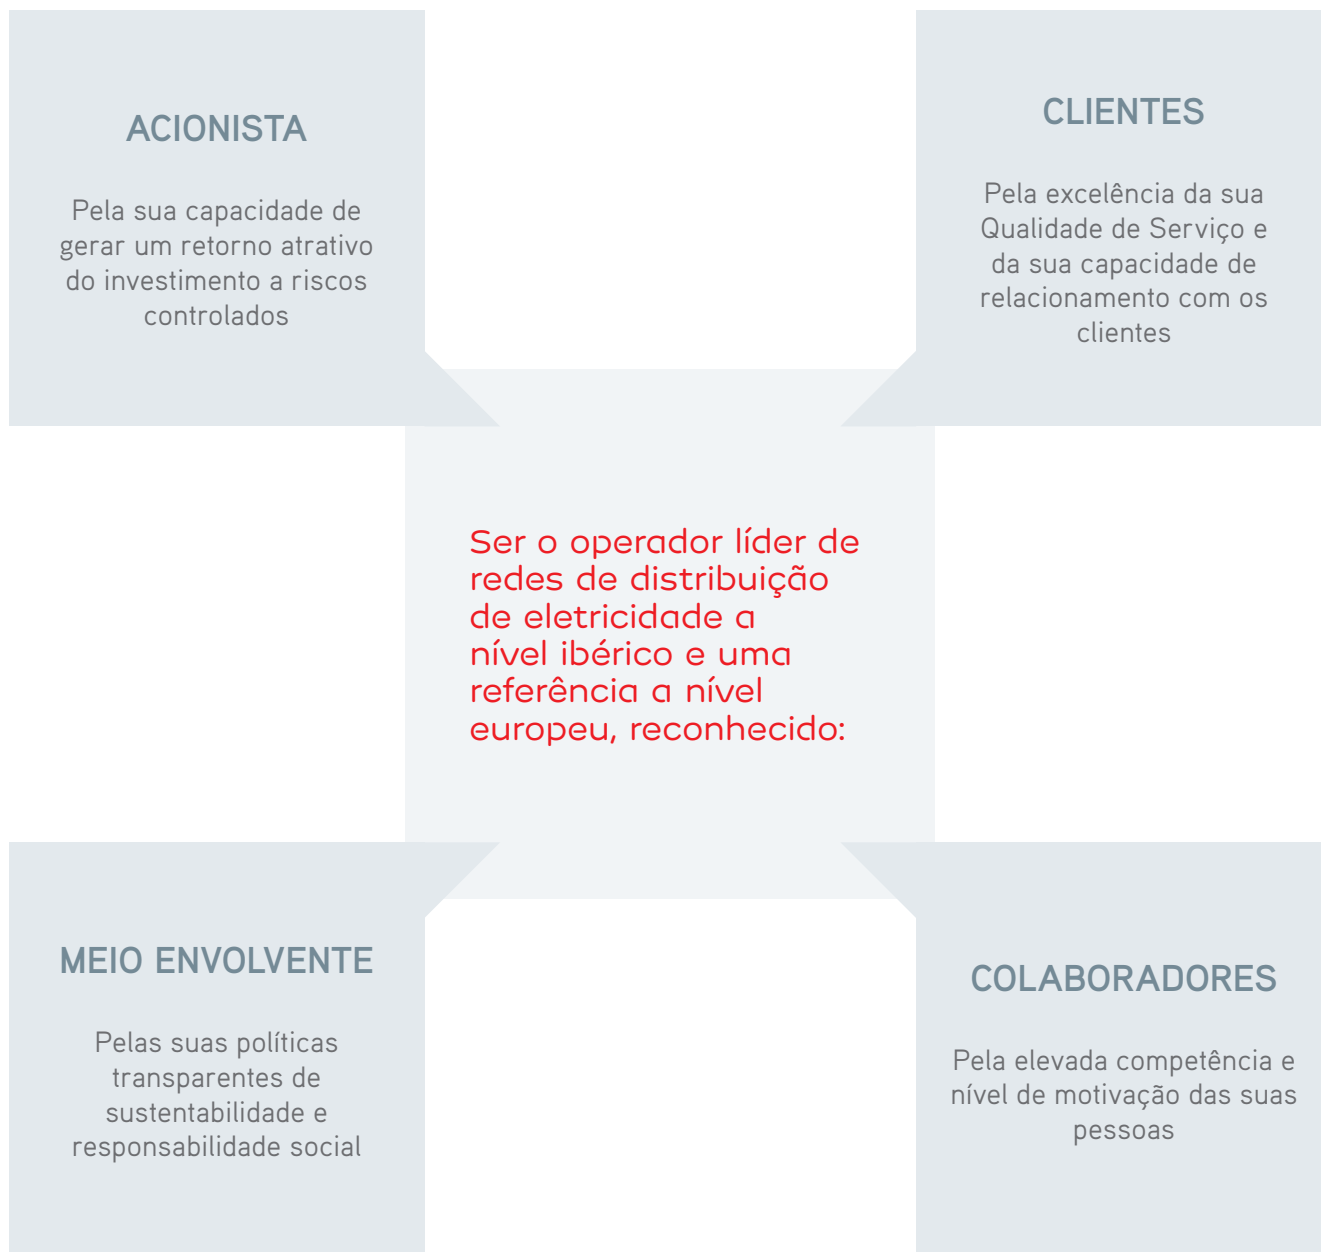 ACIONISTA
Pela sua capacidade de
gerar um retorno atrativo
do investimento a riscos
controlados
CLIENTES
Pela excelência da sua
Qualidade de Serviço e
da sua capacidade de
relacionamento com os
clientes
Ser o operador líder de
redes de distribuição
de eletricidade a
nível ibérico e uma
referência a nível
europeu, reconhecido:
MEIO ENVOLVENTE
Pelas suas políticas
transparentes de
sustentabilidade e
responsabilidade social
COLABORADORES
Pela elevada competência e
nível de motivação das suas
pessoas